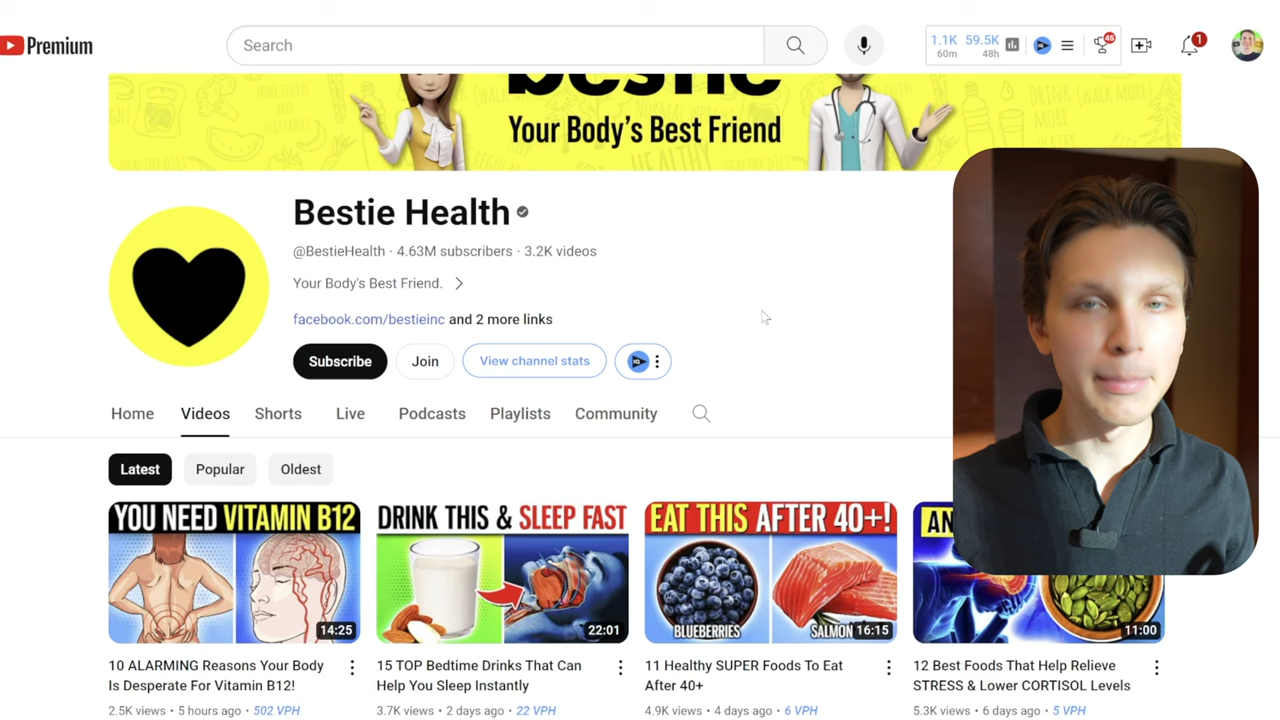 Premium
Search
1.1K 59.5K
60m 48h
45
1
bestie
Your Body's Best Friend
Bestie Health
@BestieHealth · 4.63M subscribers · 3.2K videos
Your Body's Best Friend.
facebook.com/bestieinc and 2 more links
Subscribe
Join
View channel stats
IQ
Home
Videos
Shorts
Live
Podcasts
Playlists
Community
Latest
Popular
Oldest
YOU NEED VITAMIN B12
14:25
DRINK THIS & SLEEP FAST
22:01
EAT THIS AFTER 40+!
BLUEBERRIES
SALMON
16:15
11:00
10 ALARMING Reasons Your Body
Is Desperate For Vitamin B12!
2.5K views • 5 hours ago • 502 VPH
15 TOP Bedtime Drinks That Can
Help You Sleep Instantly
3.7K views • 2 days ago • 22 VPH
11 Healthy SUPER Foods To Eat
After 40+
4.9K views • 4 days ago • 6 VPH
12 Best Foods That Help Relieve
STRESS & Lower CORTISOL Levels
5.3K views • 6 days ago • 5 VPH